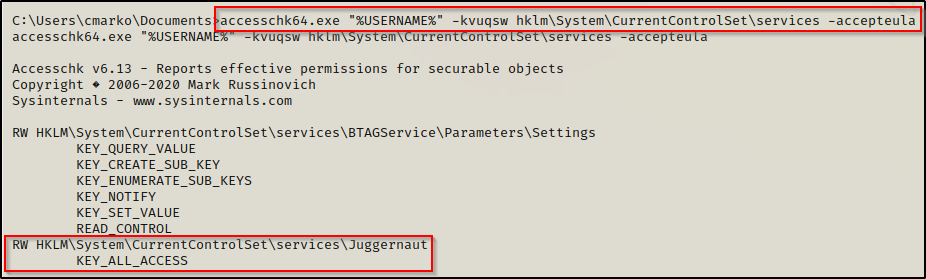 C:\Users\cmarko\Documents>accesschk64.exe "%USERNAME%" -kvuqsw hklm\System\CurrentControlSet\services -accepteula
accesschk64.exe "%USERNAME%" -kvuqsw hklm\System\CurrentControlSet\services -accepteula
Accesschk v6.13 - Reports effective permissions for securable objects
Copyright � 2006-2020 Mark Russinovich
Sysinternals - www.sysinternals.com
RW HKLM\System\CurrentControlSet\services\BTAGService\Parameters\Settings
KEY_QUERY_VALUE
KEY_CREATE_SUB_KEY
KEY_ENUMERATE_SUB_KEYS
KEY_NOTIFY
KEY_SET_VALUE
READ_CONTROL
RW HKLM\System\CurrentControlSet\services\Juggernaut
KEY_ALL_ACCESS